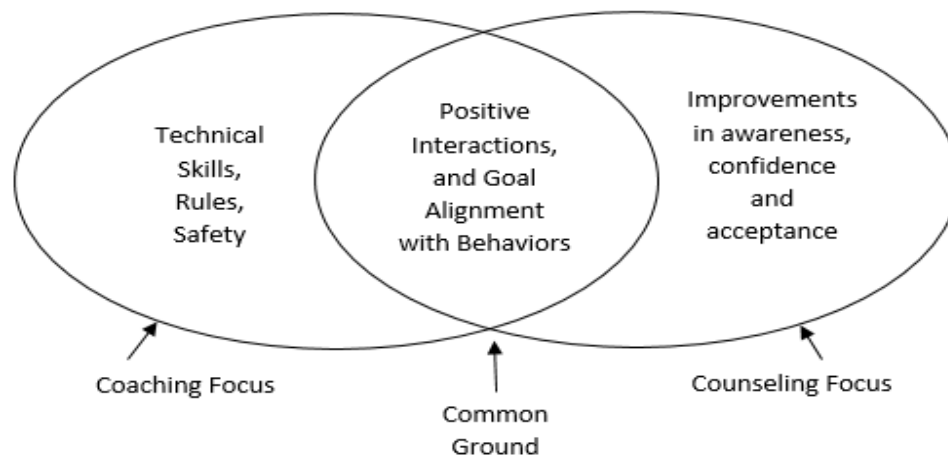 Technical
Skills,
Rules,
Safety
Positive
Interactions,
and Goal
Alignment
with Behaviors
Improvements
in awareness,
confidence
and
acceptance
Coaching Focus
Common
Ground
Counseling Focus